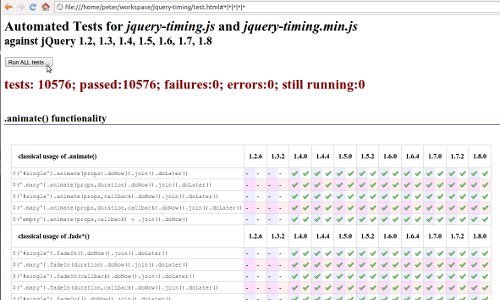 file:///home/peter/workspace/jquery-timing/test.html#*|*|*|*|*
Automated Tests for jquery-timing.js and jquery-timing.min.js
against jQuery 1.2, 1.3, 1.4, 1.5, 1.6, 1.7, 1.8
Run ALL tests...
tests: 10576; passed:10576; failures:0; errors:0; still running:0
.animate() functionality
classical usage of .animate() 1.2.6 1.3.2 1.4.0 1.4.4 1.5.0 1.5.2 1.6.0 1.6.4 1.7.0 1.7.2 1.8.0
$("#single").animate(props).doNow().join().doLater() - - - - ✓ ✓ ✓ ✓ ✓ ✓ ✓ ✓ ✓ ✓ ✓ ✓ ✓ ✓ ✓ ✓ ✓ ✓
$(".many").animate(props,duration).doNow().join().doLater() - - - - ✓ ✓ ✓ ✓ ✓ ✓ ✓ ✓ ✓ ✓ ✓ ✓ ✓ ✓ ✓ ✓ ✓ ✓
$("#single").animate(props,callback).doNow().join().doLater() - - - - ✓ ✓ ✓ ✓ ✓ ✓ ✓ ✓ ✓ ✓ ✓ ✓ ✓ ✓ ✓ ✓ ✓ ✓
$(".many").animate(props,duration,callback).doNow().join().doLater() - - - - ✓ ✓ ✓ ✓ ✓ ✓ ✓ ✓ ✓ ✓ ✓ ✓ ✓ ✓ ✓ ✓ ✓ ✓
$("empty").animate(props,callback) + .join().doNow() - - - - ✓ ✓ ✓ ✓ ✓ ✓ ✓ ✓ ✓ ✓ ✓ ✓ ✓ ✓ ✓ ✓ ✓ ✓
classical usage of .fade*() 1.2.6 1.3.2 1.4.0 1.4.4 1.5.0 1.5.2 1.6.0 1.6.4 1.7.0 1.7.2 1.8.0
$("#single").fadeIn().doNow().join().doLater() - - - - ✓ ✓ ✓ ✓ ✓ ✓ ✓ ✓ ✓ ✓ ✓ ✓ ✓ ✓ ✓ ✓ ✓ ✓
$(".many").fadeIn(duration).doNow().join().doLater() - - - - ✓ ✓ ✓ ✓ ✓ ✓ ✓ ✓ ✓ ✓ ✓ ✓ ✓ ✓ ✓ ✓ ✓ ✓
$("#single").fadeIn(callback).doNow().join().doLater() - - - - ✓ ✓ ✓ ✓ ✓ ✓ ✓ ✓ ✓ ✓ ✓ ✓ ✓ ✓ ✓ ✓ ✓ ✓
$(".many").fadeIn(duration,callback).doNow().join().doLater() - - - - ✓ ✓ ✓ ✓ ✓ ✓ ✓ ✓ ✓ ✓ ✓ ✓ ✓ ✓ ✓ ✓ ✓ ✓
$("#single").fadeOut().doNow().join().doLater() - - - - ✓ ✓ ✓ ✓ ✓ ✓ ✓ ✓ ✓ ✓ ✓ ✓ ✓ ✓ ✓ ✓ ✓ ✓